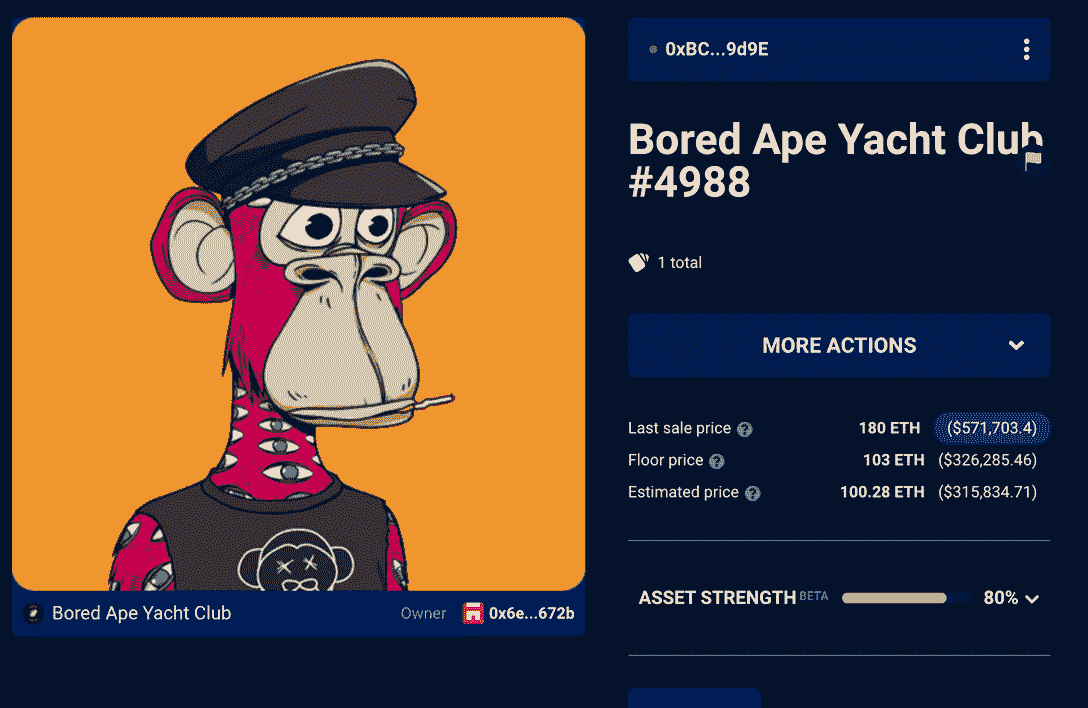 0xBC...9d9E
Bored Ape Yacht Club
#4988
1 total
MORE ACTIONS
Last sale price ? 180 ETH ($571,703.4)
Floor price ? 103 ETH ($326,285.46)
Estimated price ? 100.28 ETH ($315,834.71)
ASSET STRENGTH BETA 80%
Bored Ape Yacht Club Owner 0x6e...672b